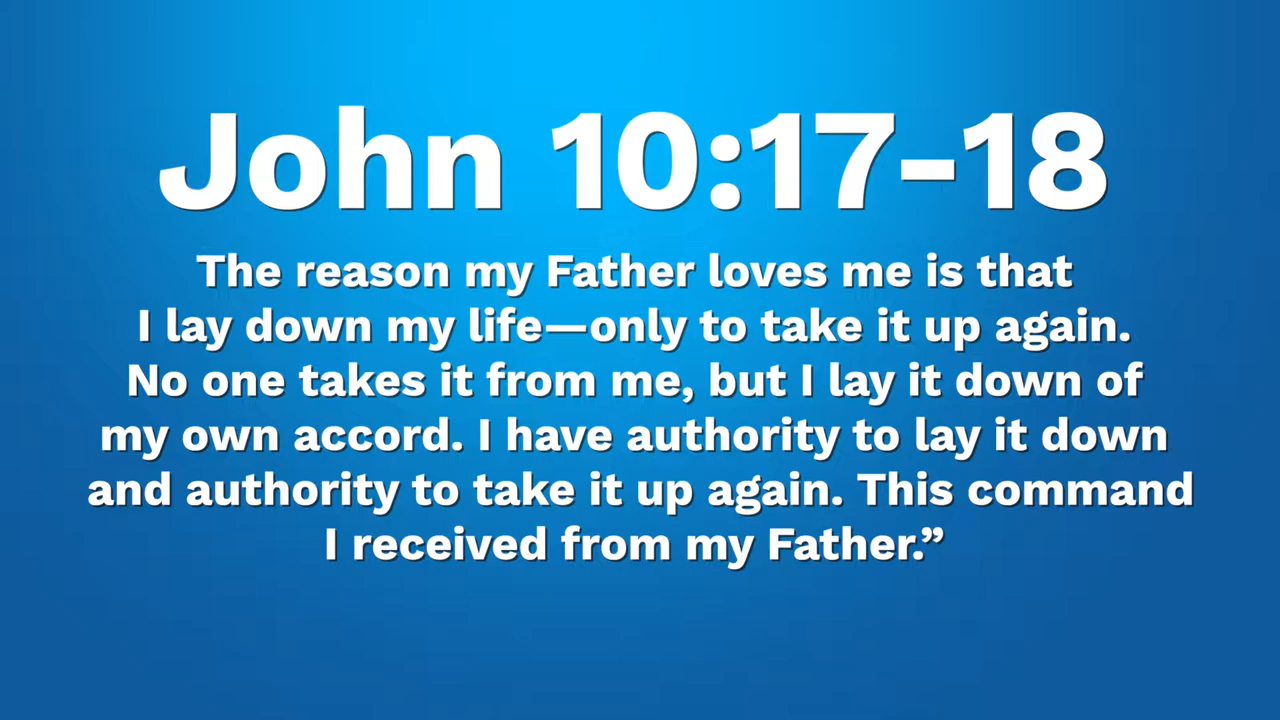 John 10:17-18
The reason my Father loves me is that
I lay down my life—only to take it up again.
No one takes it from me, but I lay it down of
my own accord. I have authority to lay it down
and authority to take it up again. This command
I received from my Father.”